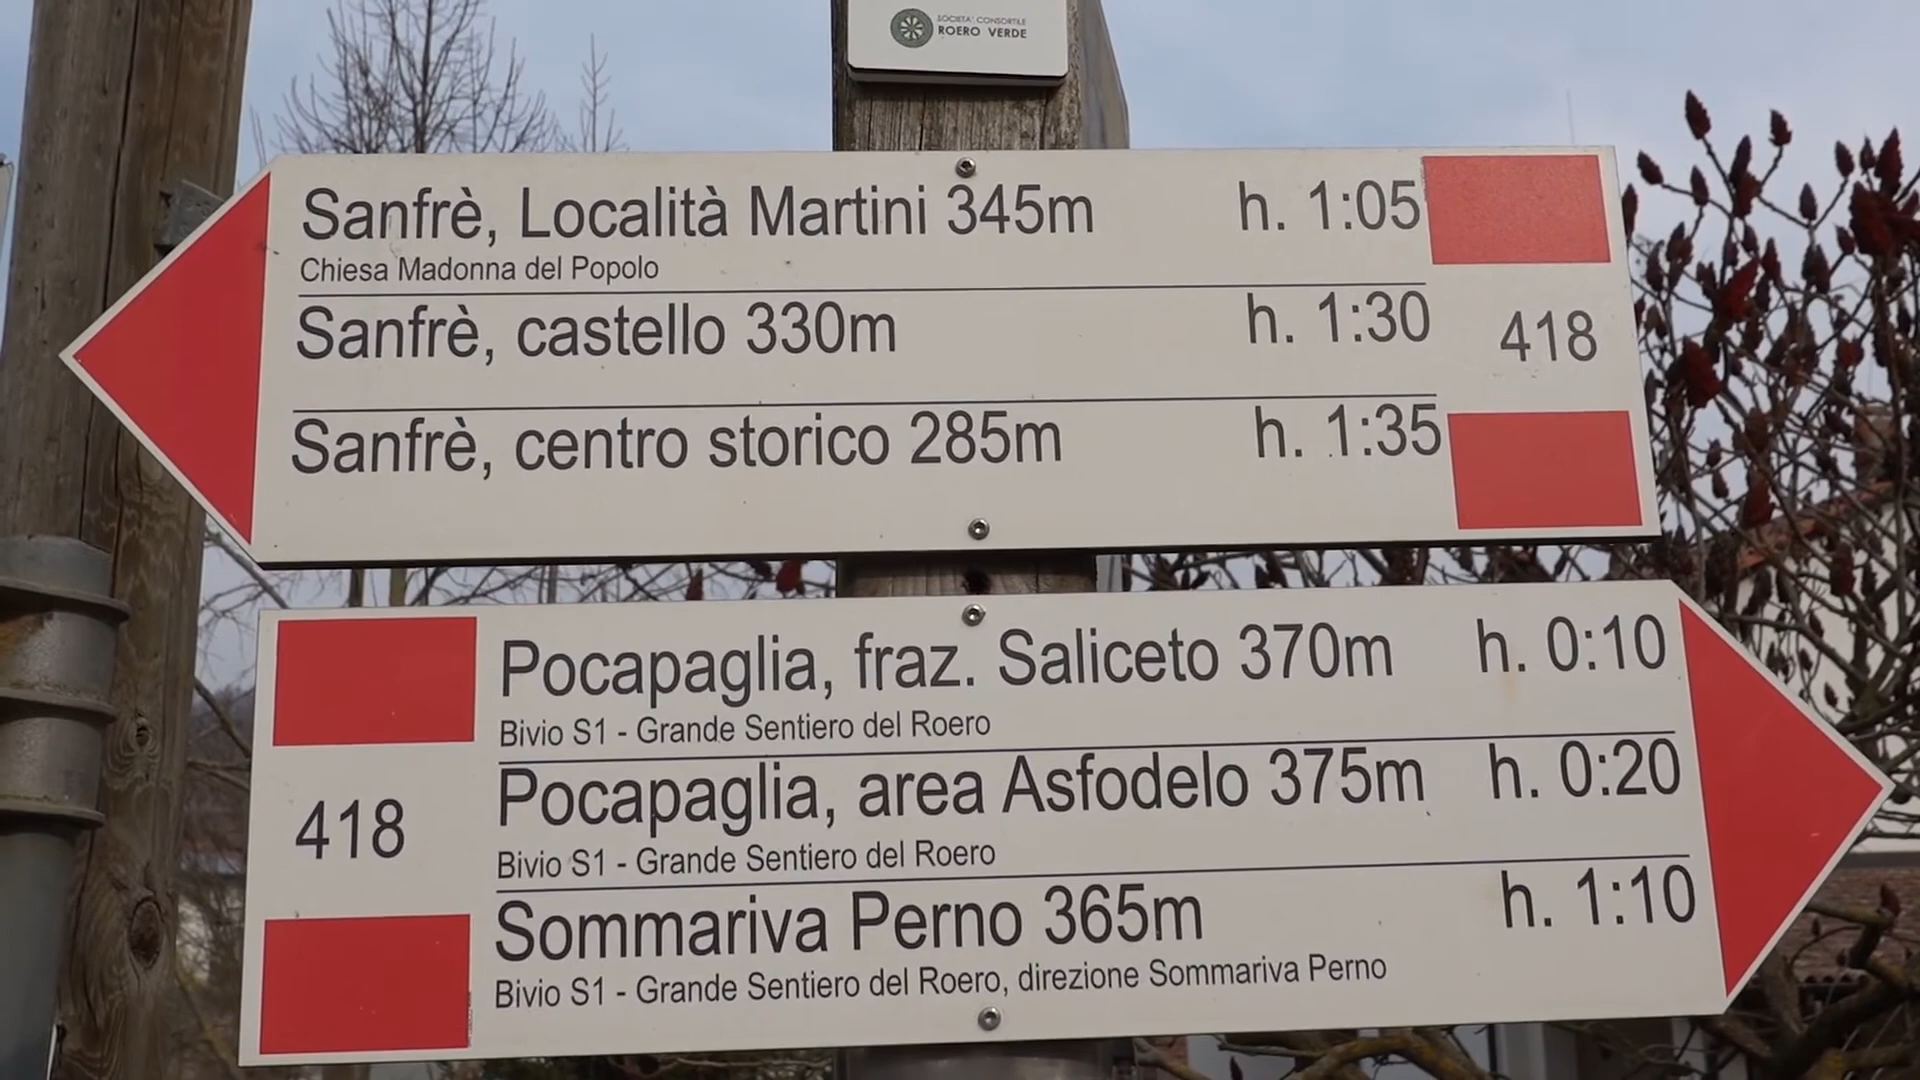 SOCIETA' CONSORTILE
ROERO VERDE
Sanfrè, Località Martini 345m h. 1:05
Chiesa Madonna del Popolo
Sanfrè, castello 330m h. 1:30
418
Sanfrè, centro storico 285m h. 1:35
Pocapaglia, fraz. Saliceto 370m h. 0:10
Bivio S1 - Grande Sentiero del Roero
Pocapaglia, area Asfodelo 375m h. 0:20
418
Bivio S1 - Grande Sentiero del Roero
Sommariva Perno 365m h. 1:10
Bivio S1 - Grande Sentiero del Roero, direzione Sommariva Perno